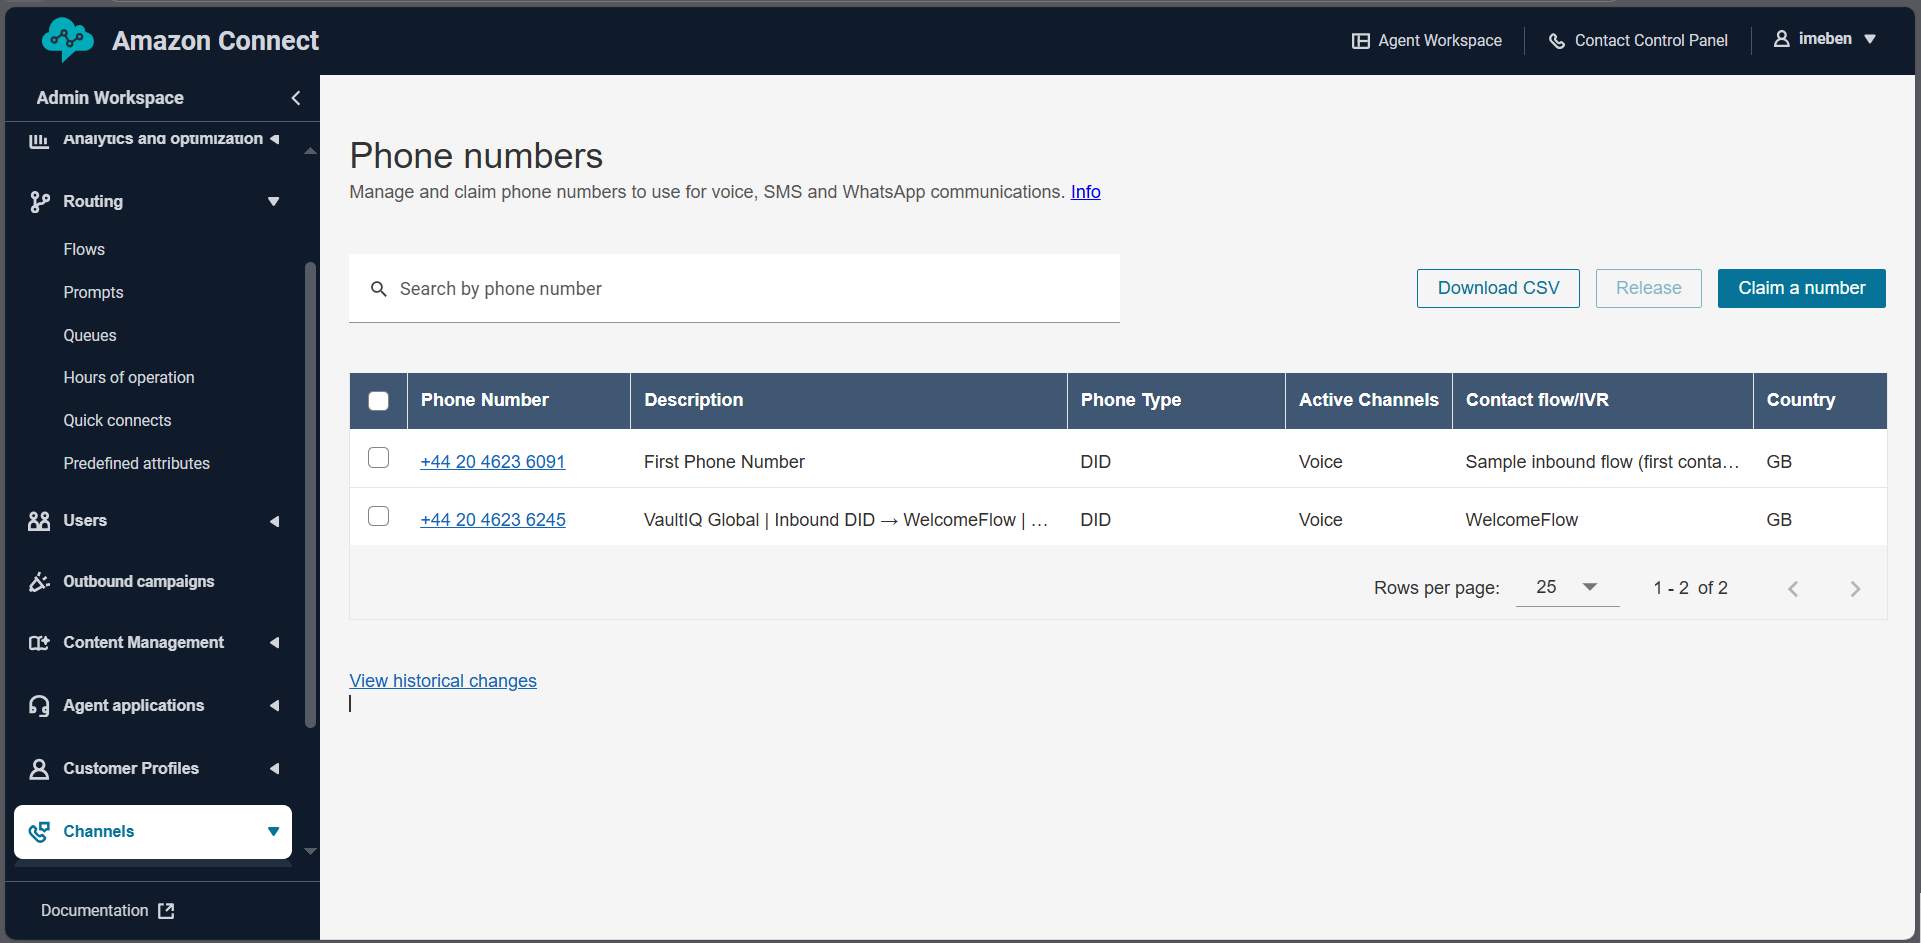 Amazon Connect
Agent Workspace
Contact Control Panel
imeben
Admin Workspace
Analytics and optimization
Routing
Flows
Prompts
Queues
Hours of operation
Quick connects
Predefined attributes
Users
Outbound campaigns
Content Management
Agent applications
Customer Profiles
Channels
Documentation
Phone numbers
Manage and claim phone numbers to use for voice, SMS and WhatsApp communications. Info
Search by phone number
Download CSV
Release
Claim a number
Phone Number Description Phone Type Active Channels Contact flow/IVR Country
+44 20 4623 6091 First Phone Number DID Voice Sample inbound flow (first conta... GB
+44 20 4623 6245 VaultIQ Global | Inbound DID → WelcomeFlow | ... DID Voice WelcomeFlow GB
Rows per page: 25 1 - 2 of 2
View historical changes